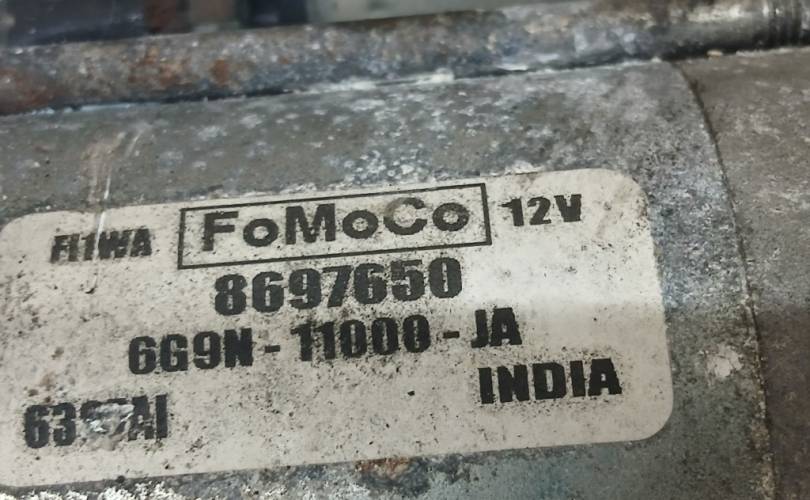 FI1WA FoMoCo 12V
8697650
6G9N-11000-JA
INDIA